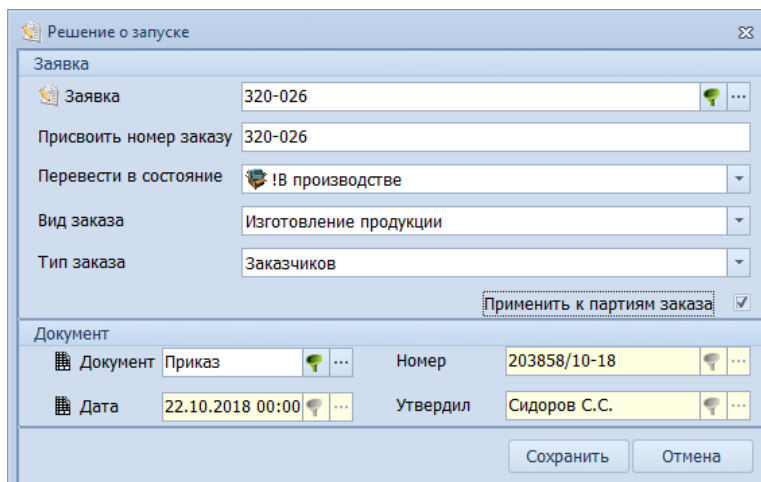 Решение о запуске
Заявка
Заявка 320-026
Присвоить номер заказу 320-026
Перевести в состояние !В производстве
Вид заказа Изготовление продукции
Тип заказа Заказчиков
Применить к партиям заказа
Документ
Документ Приказ Номер 203858/10-18
Дата 22.10.2018 00:00 Утвердил Сидоров С.С.
Сохранить Отмена